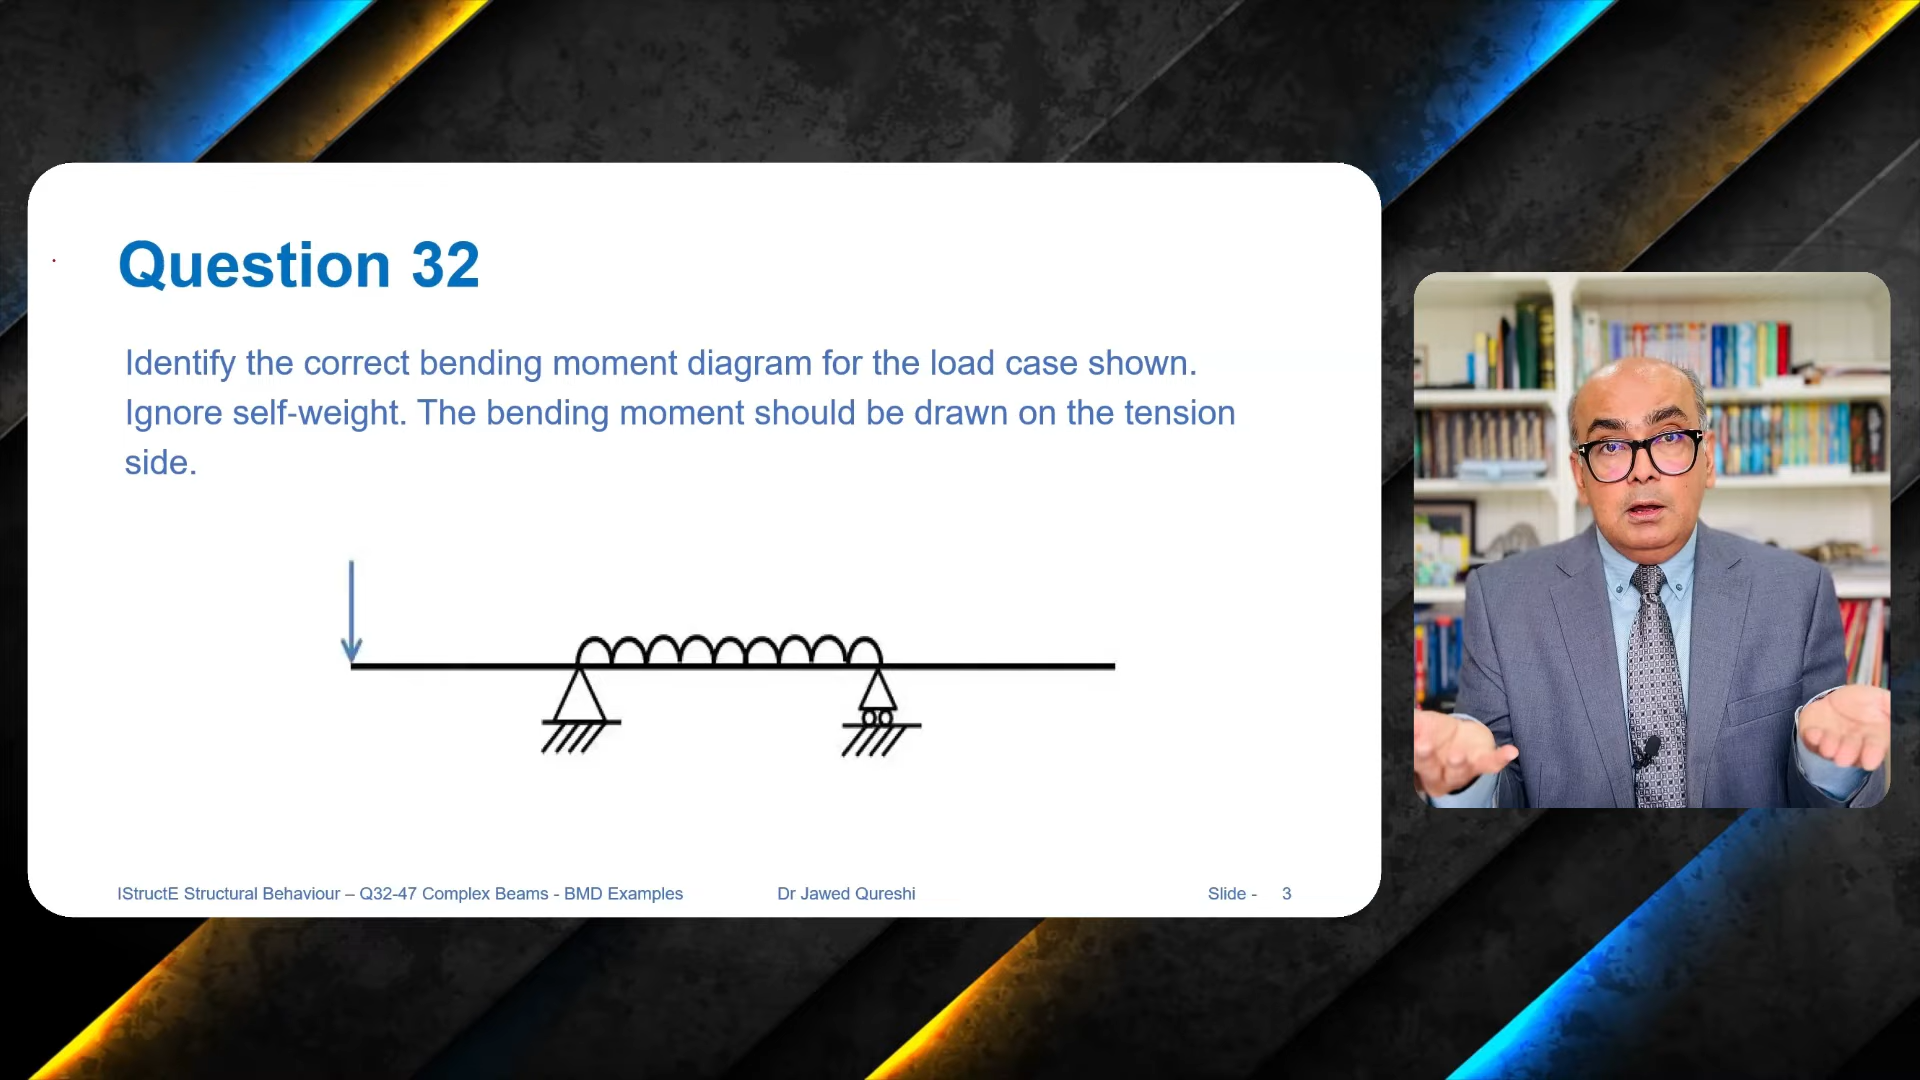 Question 32
Identify the correct bending moment diagram for the load case shown.
Ignore self-weight. The bending moment should be drawn on the tension
side.
IStructE Structural Behaviour – Q32-47 Complex Beams - BMD Examples Dr Jawed Qureshi Slide - 3